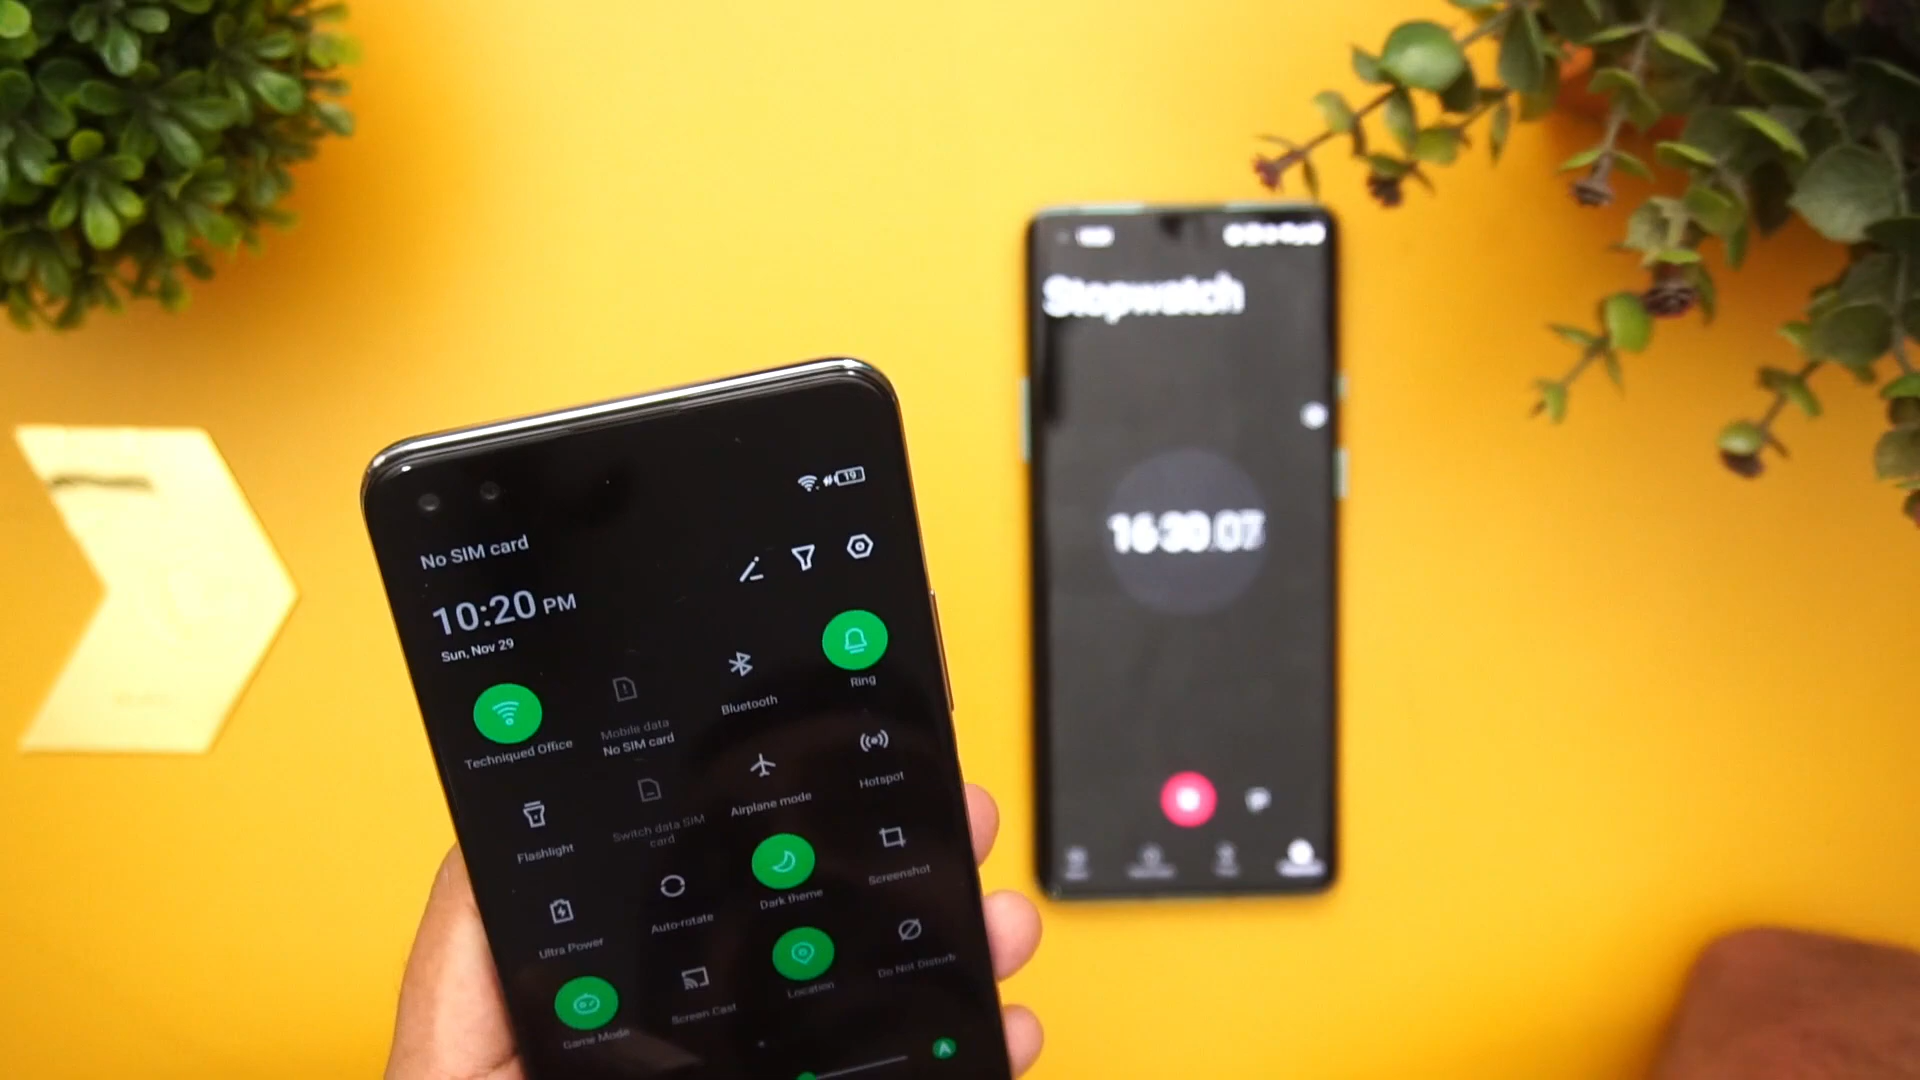 19
No SIM card
10:20 PM
Sun, Nov 29
Techniqued Office
Mobile data
No SIM card
Bluetooth
Ring
Flashlight
Switch data SIM
card
Airplane mode
Hotspot
Ultra Power
Auto-rotate
Dark theme
Screenshot
Game Mode
Screen Cast
Location
Do Not Disturb
A
Stopwatch
16:30.07